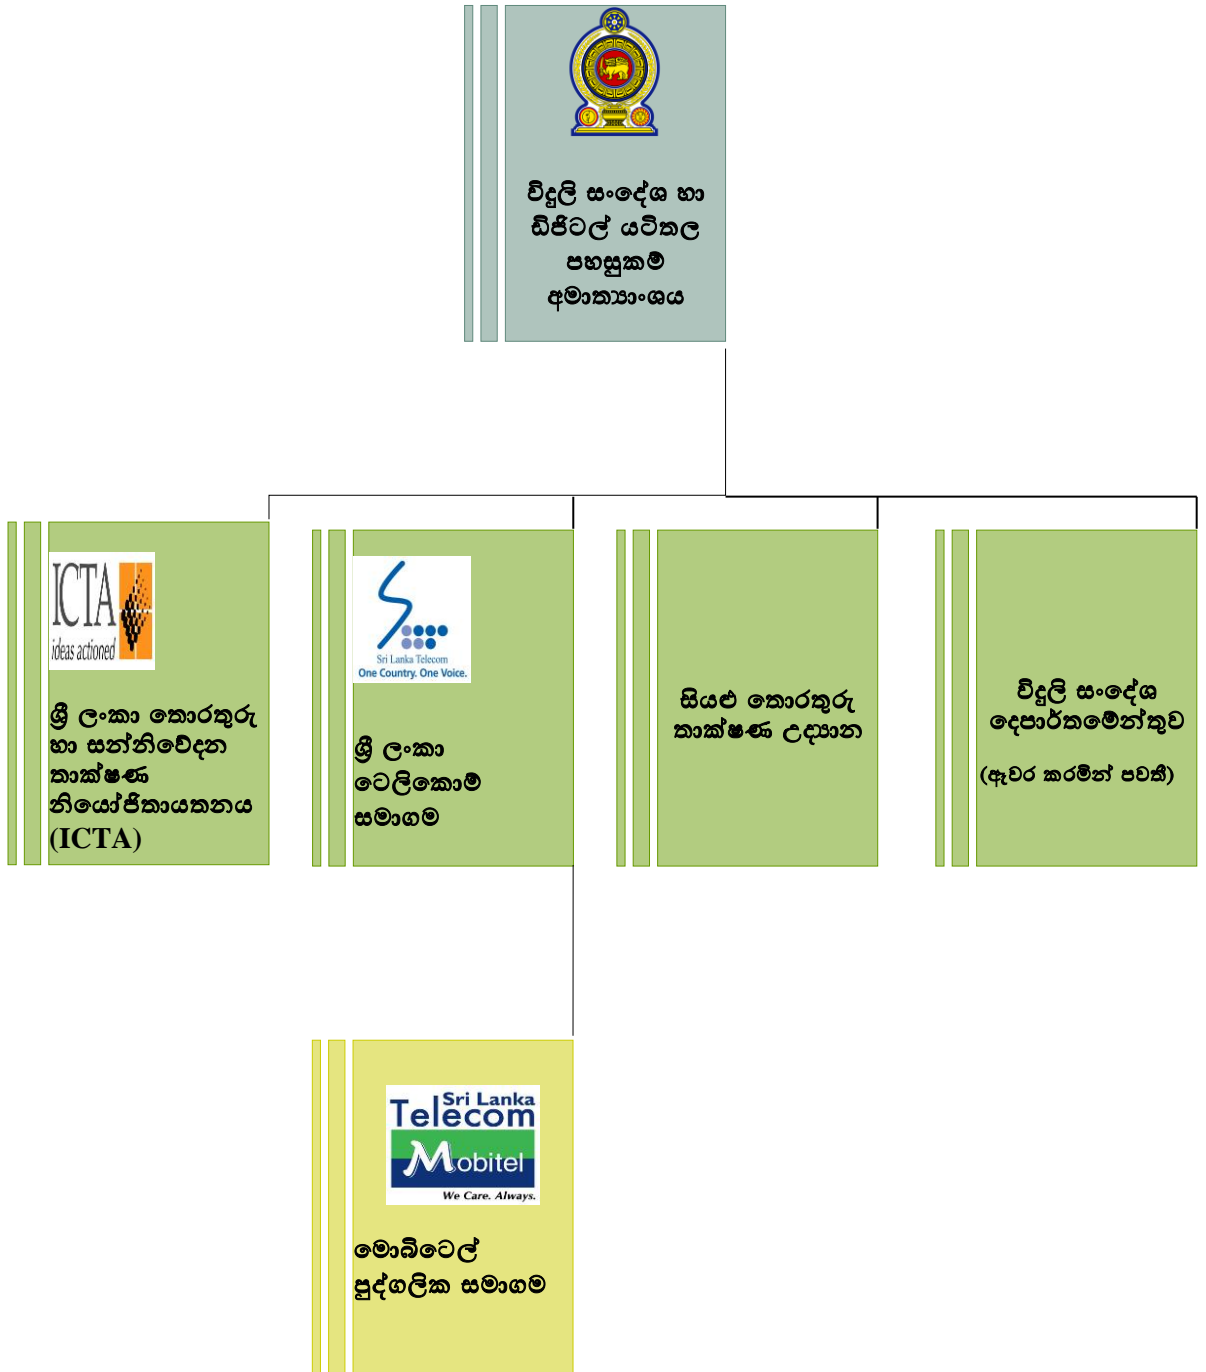 විදුලි සංදේශ හා
ඩිජිටල් යටිතල
පහසුකම්
අමාත්‍යාංශය
ICTA
ideas actioned
ශ්‍රී ලංකා තොරතුරු
හා සන්නිවේදන
තාක්ෂණ
නියෝජිතායතනය
(ICTA)
Sri Lanka Telecom
One Country. One Voice.
ශ්‍රී ලංකා
ටෙලිකොම්
සමාගම
සියළු තොරතුරු
තාක්ෂණ උද්‍යාන
විදුලි සංදේශ
දෙපාර්තමේන්තුව
(ඈවර කරමින් පවතී)
Sri Lanka
Telecom
Mobitel
We Care. Always.
මොබිටෙල්
පුද්ගලික සමාගම